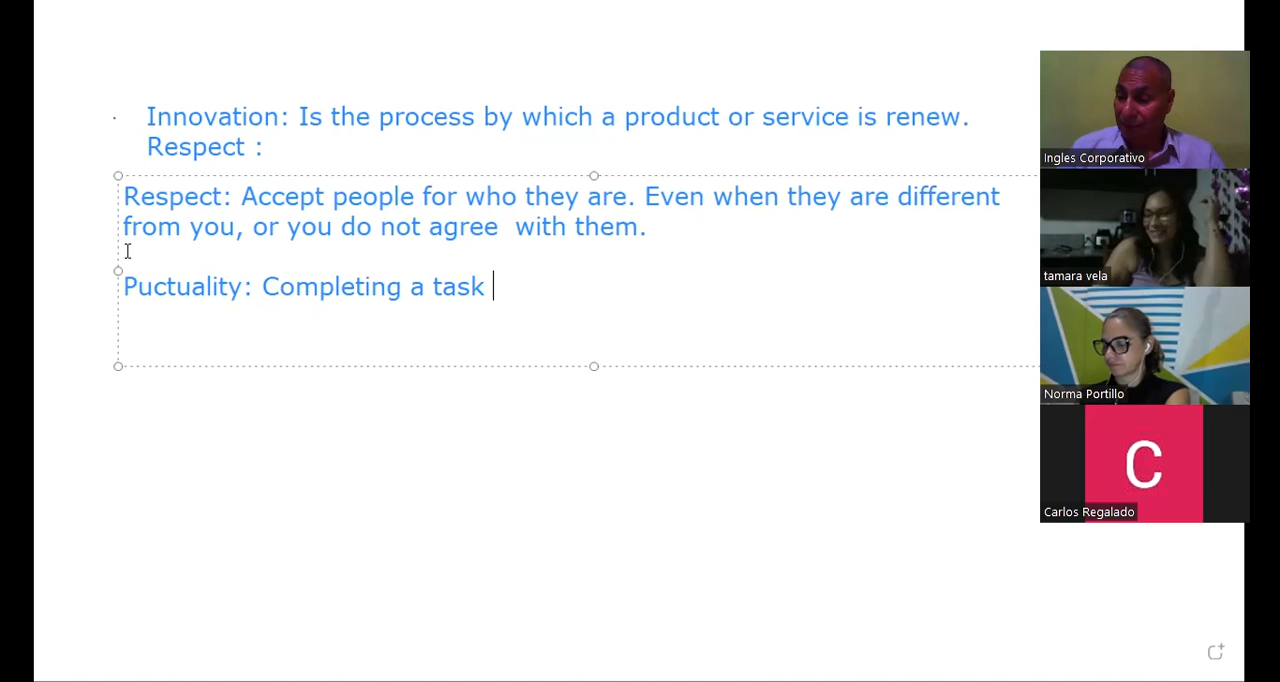 Innovation: Is the process by which a product or service is renew.
Respect :
Respect: Accept people for who they are. Even when they are different
from you, or you do not agree with them.
Puctuality: Completing a task
Ingles Corporativo
tamara vela
Norma Portillo
C
Carlos Regalado